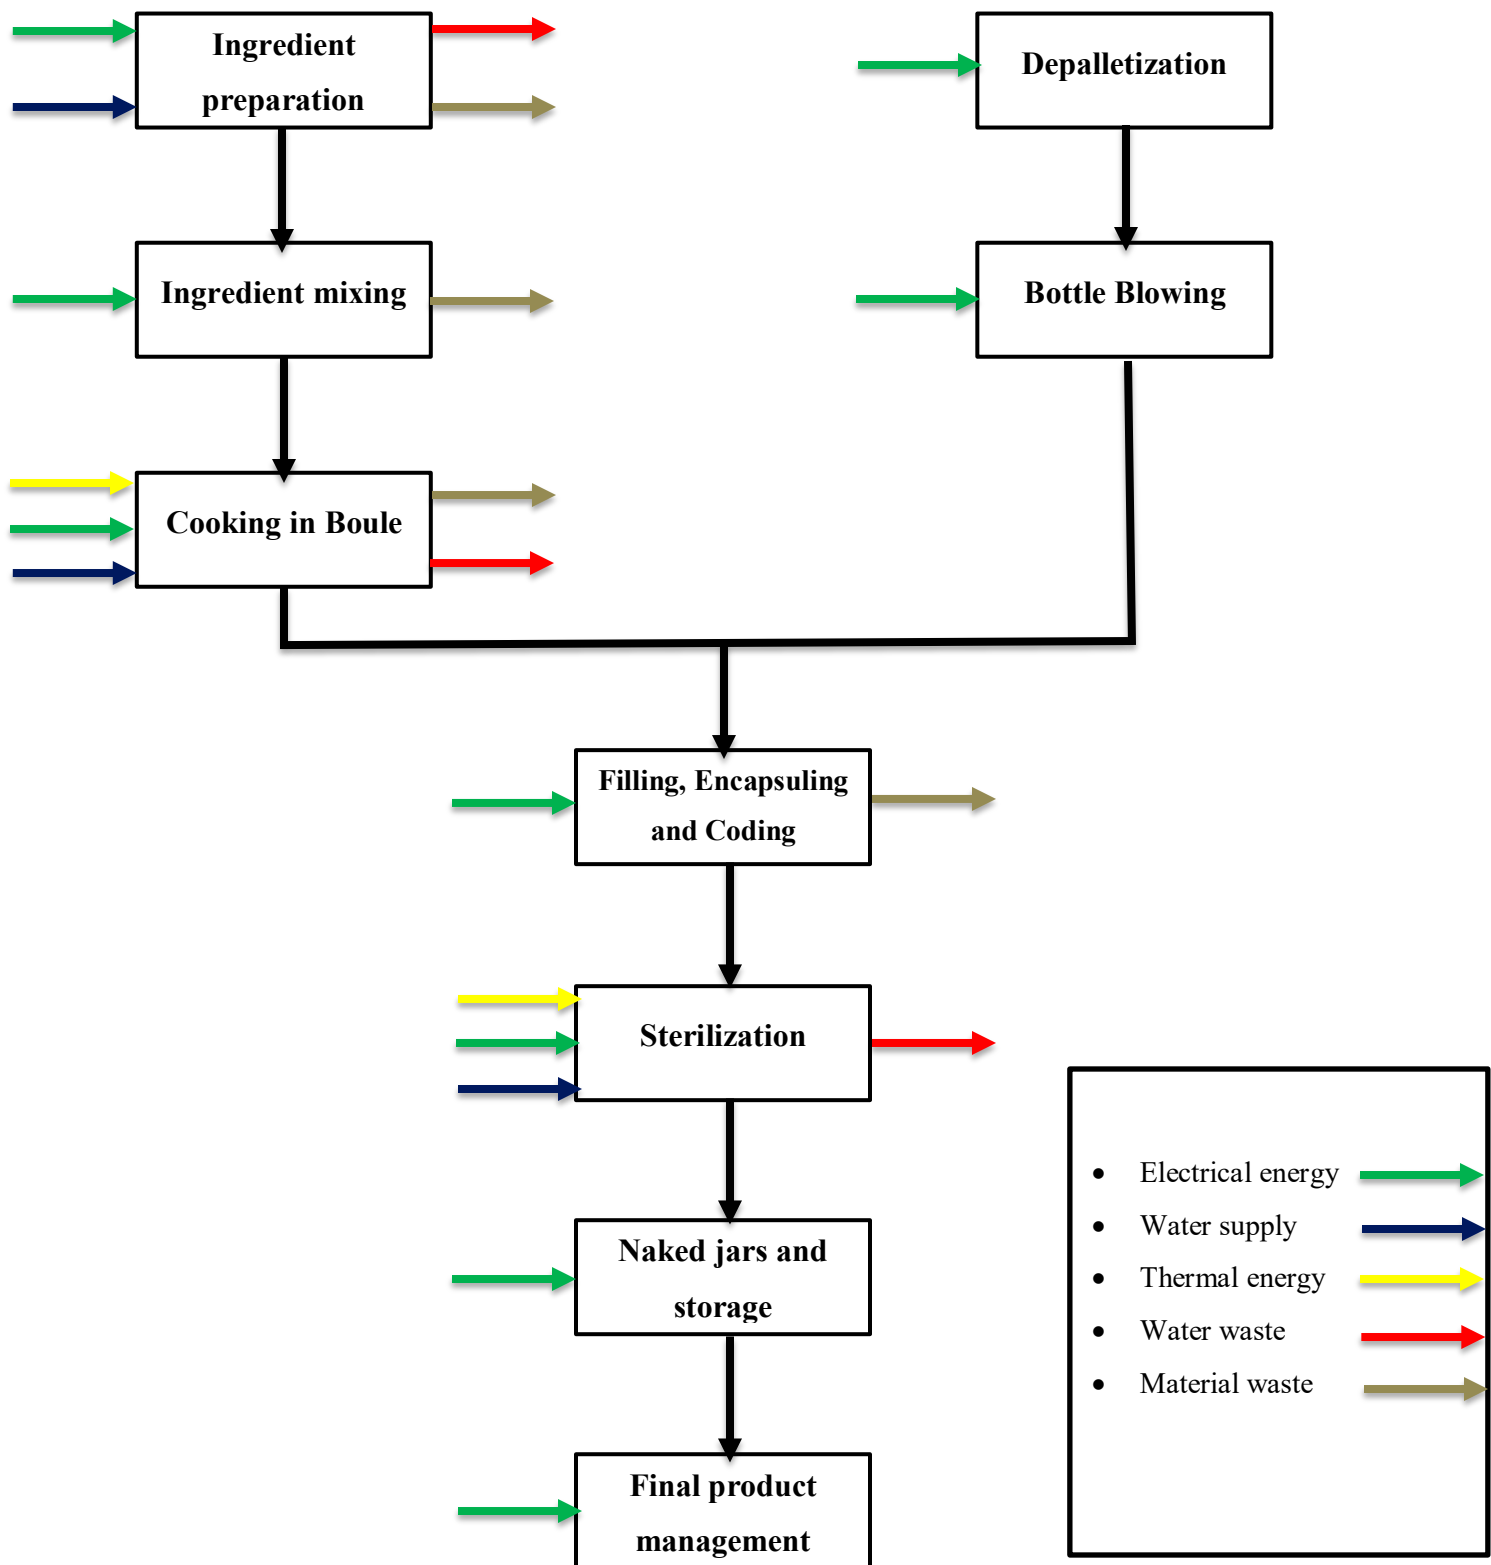 Ingredient
preparation
Depalletization
Ingredient mixing
Bottle Blowing
Cooking in Boule
Filling, Encapsuling
and Coding
Sterilization
Naked jars and
storage
Final product
management
• Electrical energy
• Water supply
• Thermal energy
• Water waste
• Material waste